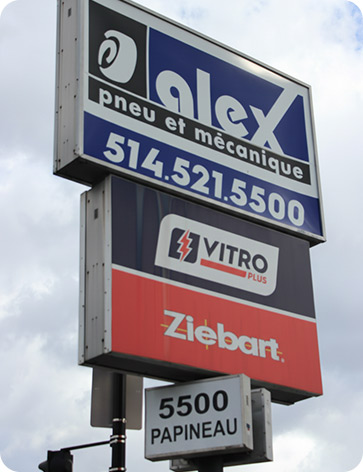 alex
pneu et mécanique
514.521.5500
VITRO
PLUS
Ziebart
5500
PAPINEAU